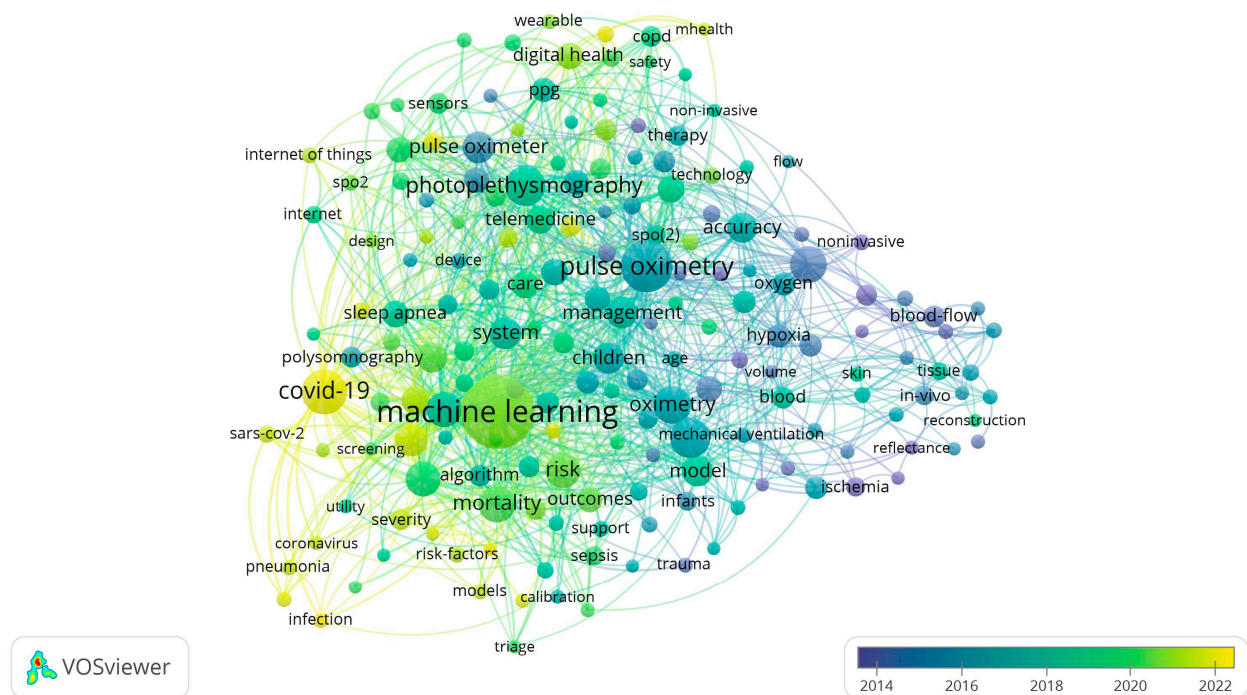 wearable
mhealth
copd
digital health
safety
ppg
sensors
non-invasive
therapy
pulse oximeter
internet of things
flow
technology
spo2
photoplethysmography
internet
telemedicine
accuracy
spo(2)
design
noninvasive
device
pulse oximetry
care
oxygen
sleep apnea
management
blood-flow
system
hypoxia
polysomnography
children
age
volume
skin
tissue
covid-19
machine learning
oximetry
blood
in-vivo
reconstruction
sars-cov-2
mechanical ventilation
screening
reflectance
algorithm
risk
model
ischemia
mortality
outcomes
infants
utility
severity
support
coronavirus
risk-factors
sepsis
pneumonia
trauma
models
calibration
infection
triage
VOSviewer
2014 2016 2018 2020 2022